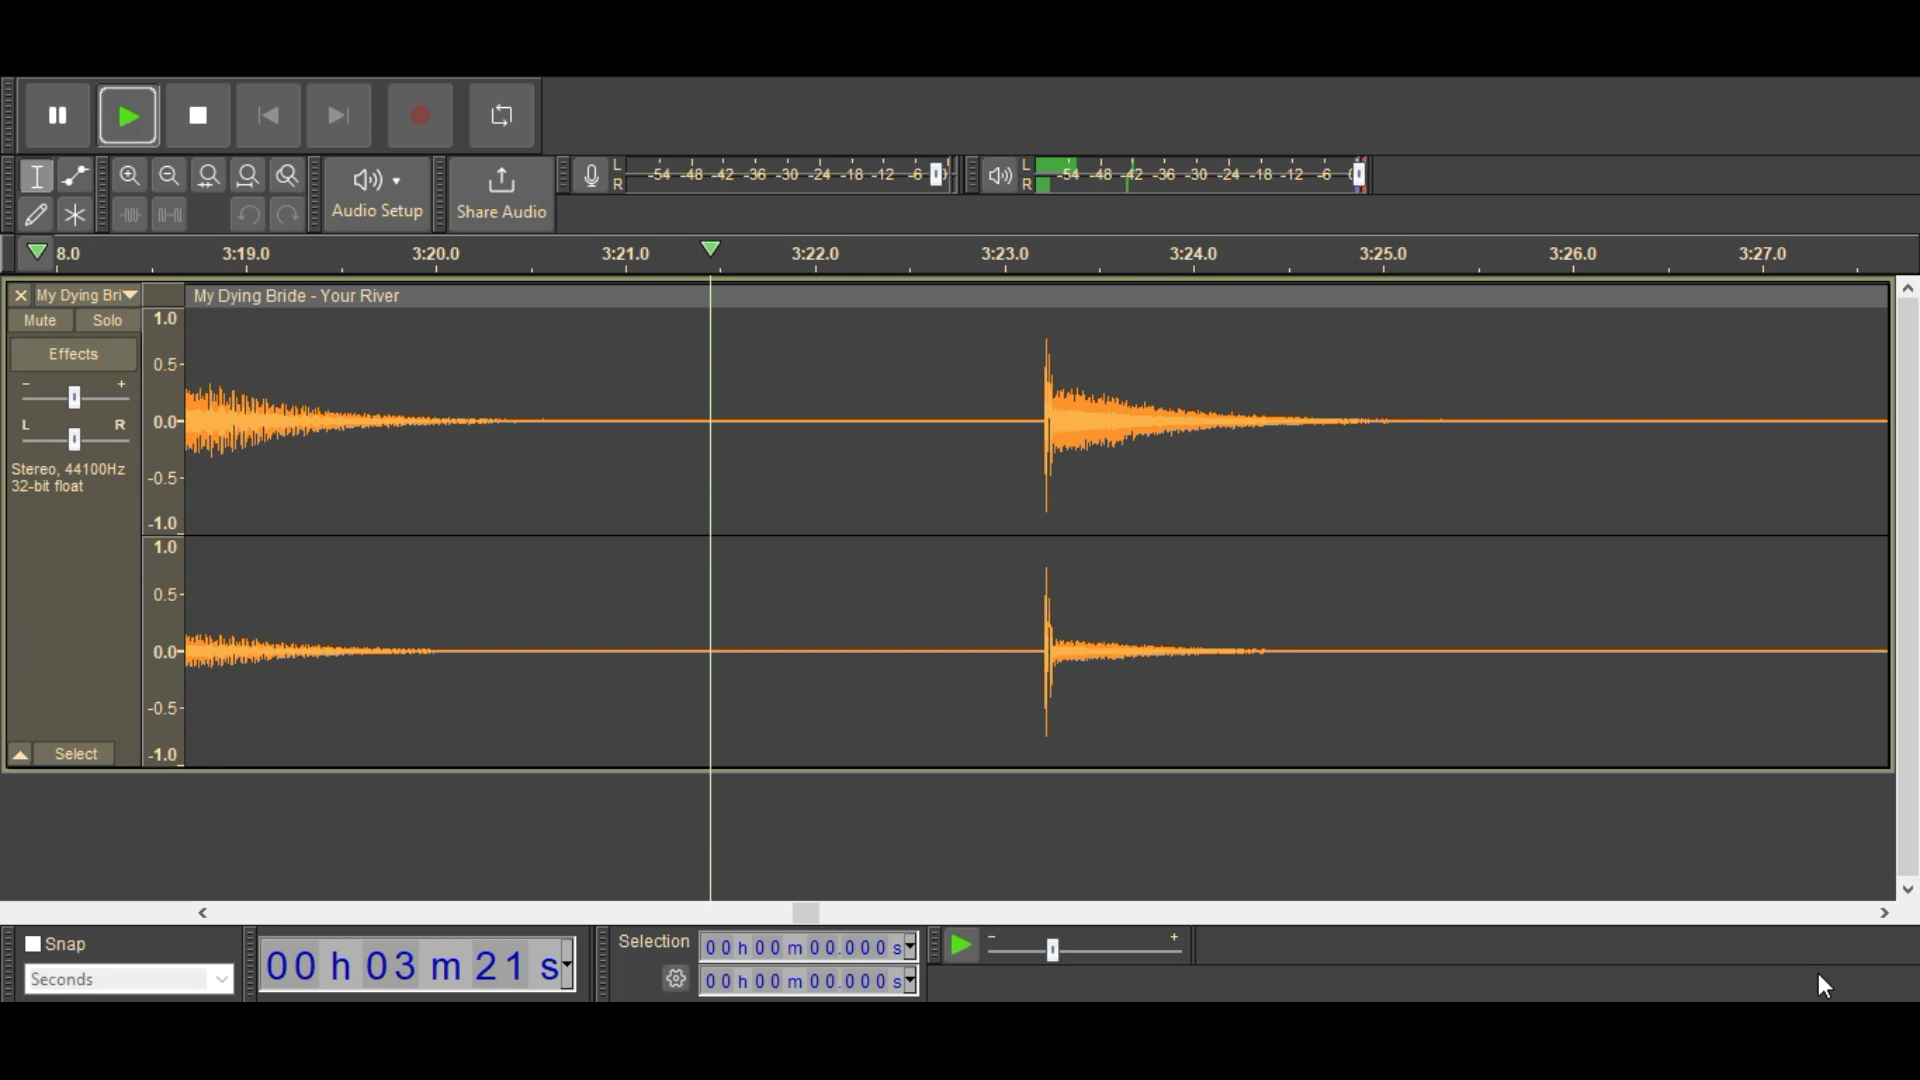 L
R
-54 -48 -42 -36 -30 -24 -18 -12 -6
L
R
-54 -48 -42 -36 -30 -24 -18 -12 -6
Audio Setup
Share Audio
8.0 3:19.0 3:20.0 3:21.0 3:22.0 3:23.0 3:24.0 3:25.0 3:26.0 3:27.0
My Dying Bri
My Dying Bride - Your River
Mute Solo
Effects
- +
L R
Stereo, 44100Hz
32-bit float
Select
1.0
0.5-
0.0-
-0.5-
-1.0
1.0
0.5-
0.0-
-0.5-
-1.0
Snap
Seconds
00 h 03 m 21 s
Selection
00 h 00 m 00.000 s
00 h 00 m 00.000 s
- +